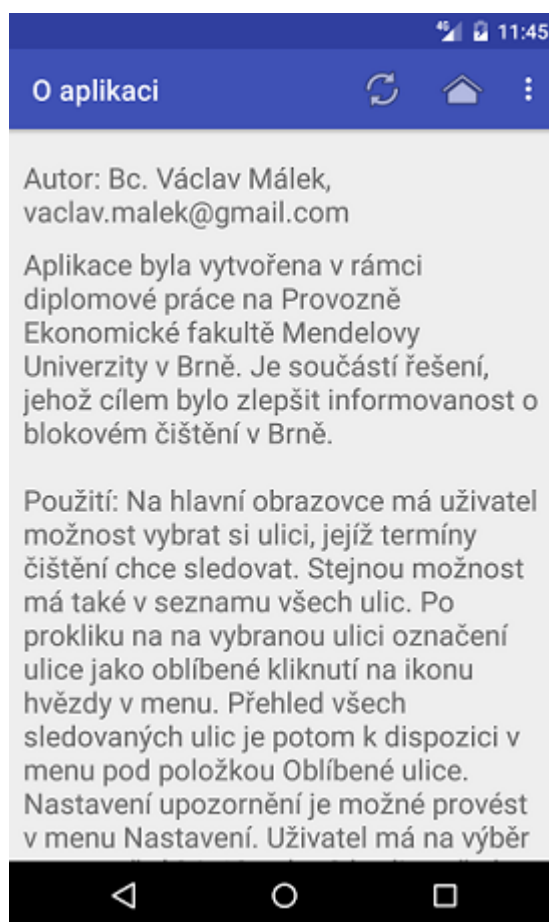 4G 11:45
O aplikaci
Autor: Bc. Václav Málek,
vaclav.malek@gmail.com
Aplikace byla vytvořena v rámci
diplomové práce na Provozně
Ekonomické fakultě Mendelovy
Univerzity v Brně. Je součástí řešení,
jehož cílem bylo zlepšit informovanost o
blokovém čištění v Brně.
Použití: Na hlavní obrazovce má uživatel
možnost vybrat si ulici, jejíž termíny
čištění chce sledovat. Stejnou možnost
má také v seznamu všech ulic. Po
prokliku na na vybranou ulici označení
ulice jako oblíbené kliknutí na ikonu
hvězdy v menu. Přehled všech
sledovaných ulic je potom k dispozici v
menu pod položkou Oblíbené ulice.
Nastavení upozornění je možné provést
v menu Nastavení. Uživatel má na výběr